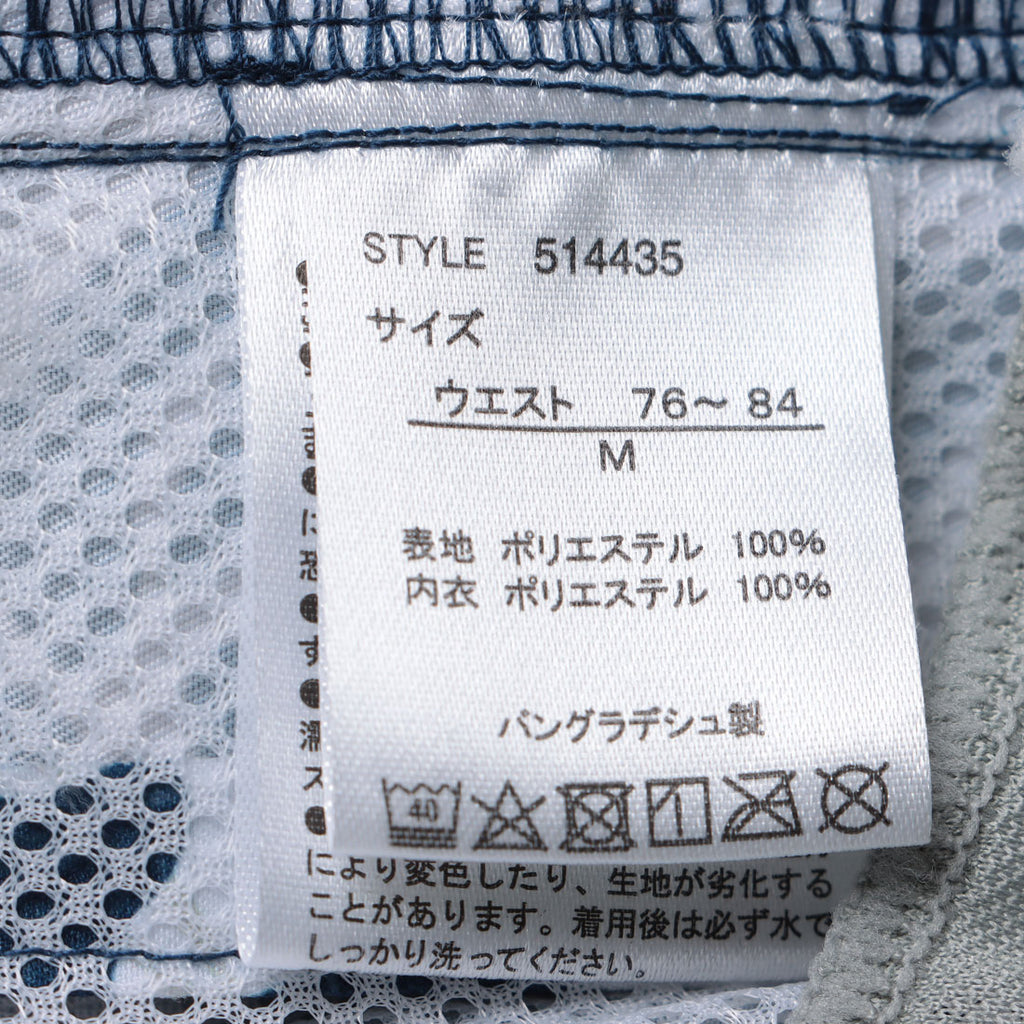 STYLE 514435
サイズ
ウエスト 76～84
M
表地 ポリエステル 100%
内衣 ポリエステル 100%
バングラデシュ製
40
により変色したり、生地が劣化する
ことがあります。着用後は必ず水で
しっかり洗ってください。